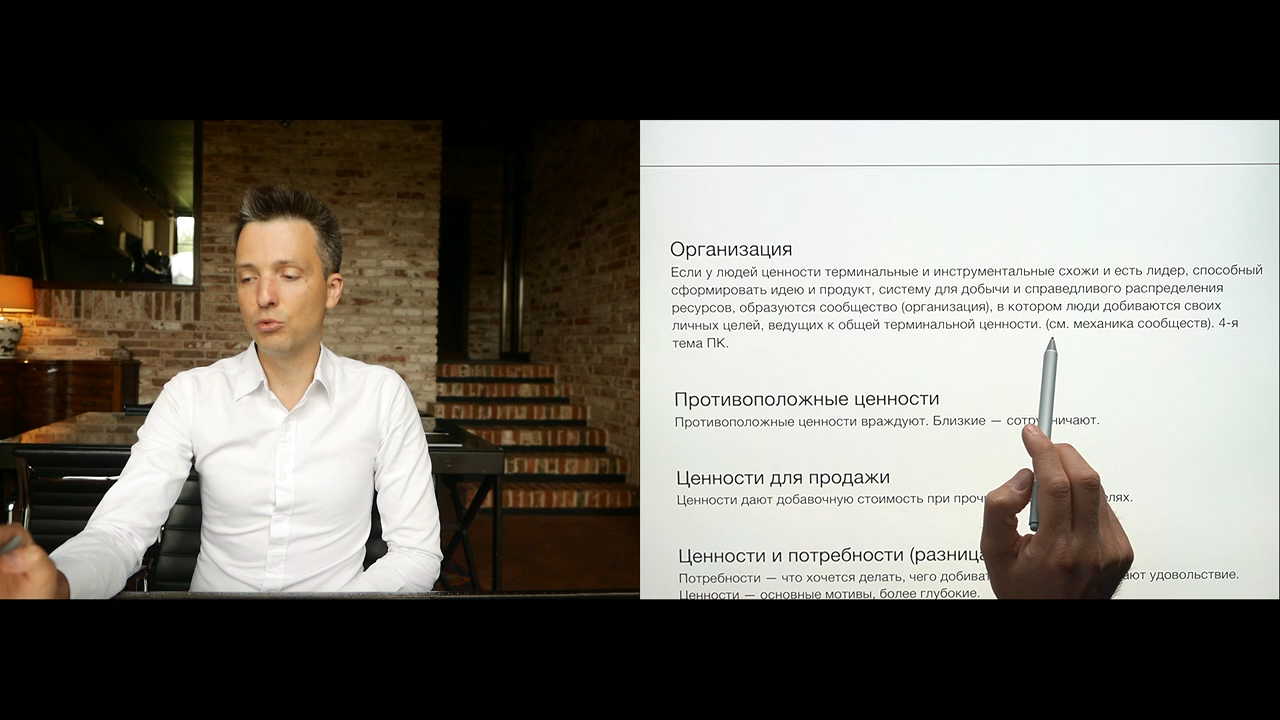 Организация
Если у людей ценности терминальные и инструментальные схожи и есть лидер, способный
сформировать идею и продукт, систему для добычи и справедливого распределения
ресурсов, образуются сообщество (организация), в котором люди добиваются своих
личных целей, ведущих к общей терминальной ценности. (см. механика сообществ). 4-я
тема ПК.
Противоположные ценности
Противоположные ценности враждуют. Близкие — сотрудничают.
Ценности для продажи
Ценности дают добавочную стоимость при
Ценности и потребности (разница
Потребности — что хочется делать, чего удовольствие.
Ценности — основные мотивы, более глубокие.